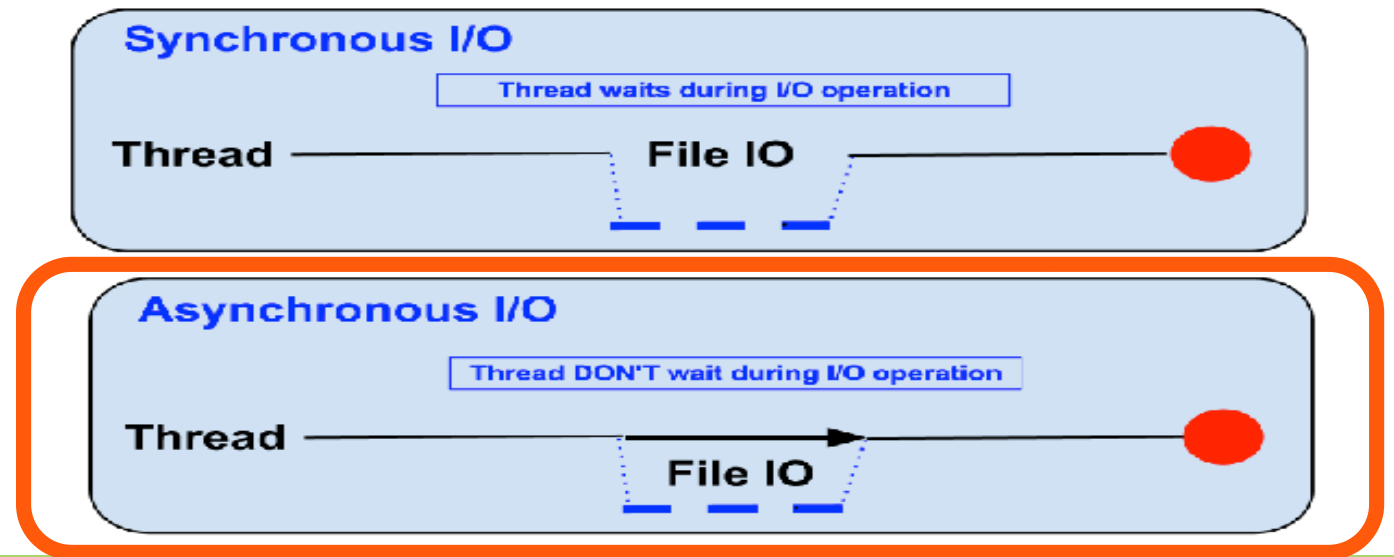 Synchronous I/O
Thread waits during I/O operation
Thread
File IO
Asynchronous I/O
Thread DON'T wait during I/O operation
Thread
File IO